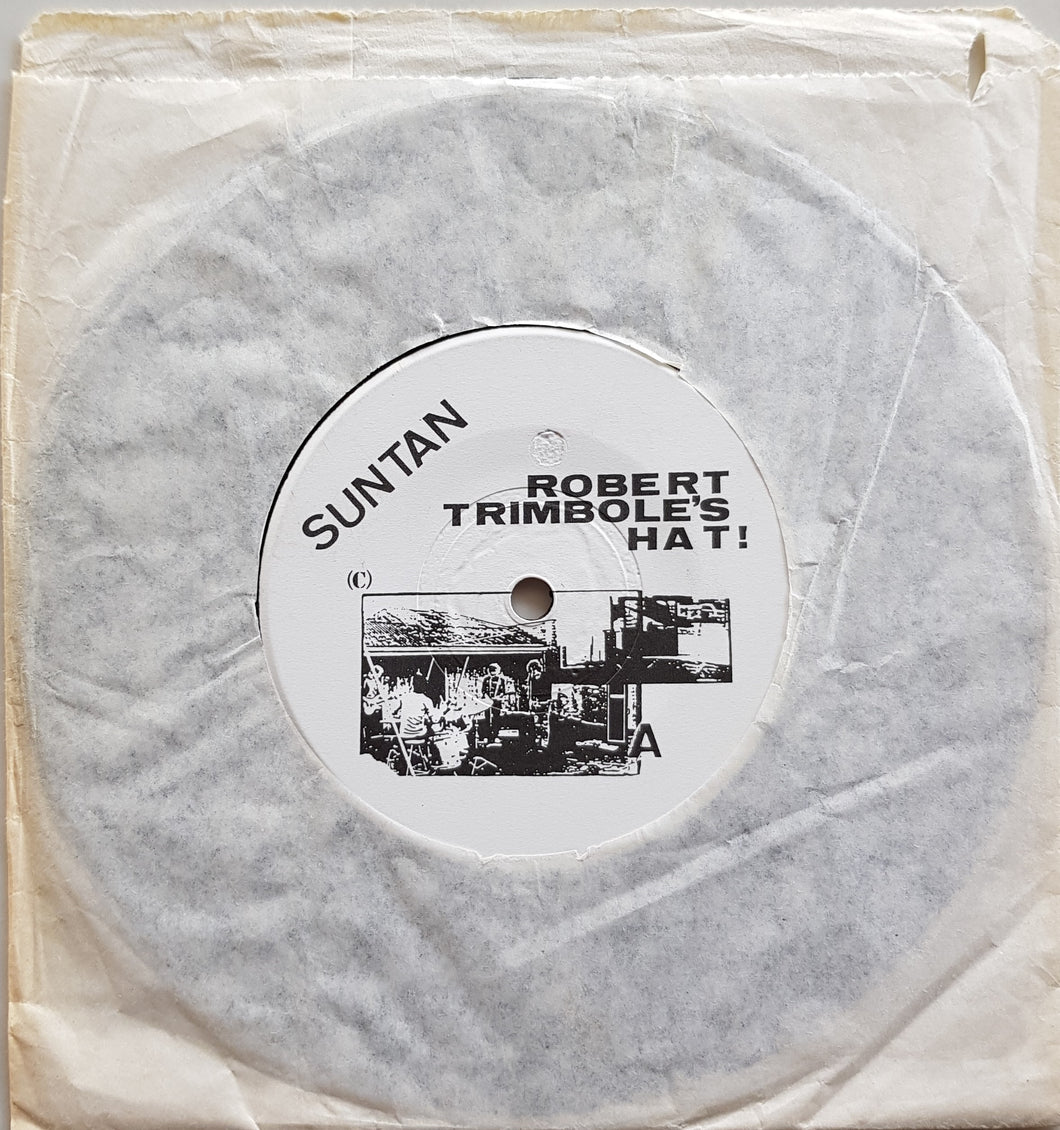 SUNTAN
ROBERT
TRIMBOLE'S
HAT!
(C)
A